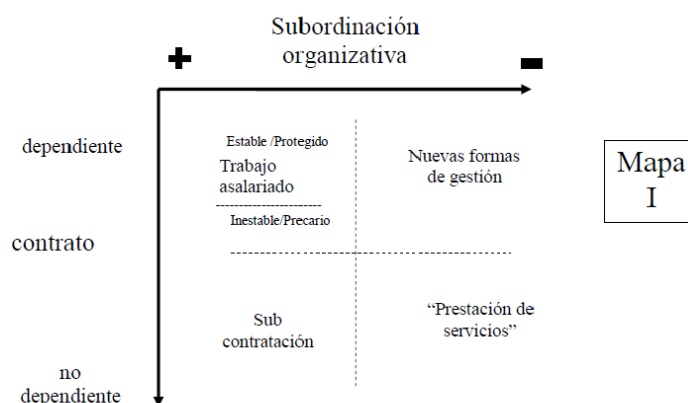 Subordinación
organizativa
+
-
dependiente
Estable /Protegido
Trabajo
asalariado
Inestable/Precario
Nuevas formas
de gestión
Mapa
I
contrato
Sub
contratación
“Prestación de
servicios”
no
dependiente